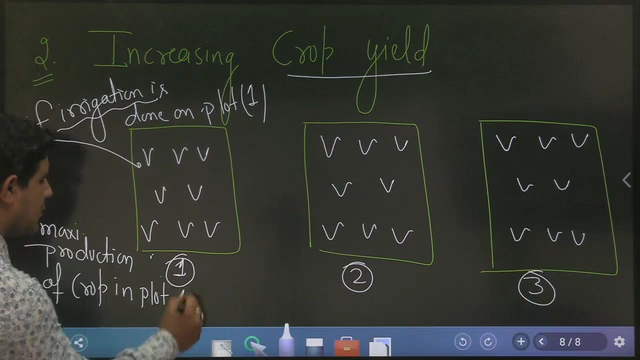 2. Increasing Crop yield
f irrigation is
done on plot (1)
maxi.
production
of Crop in plot
1
2
3
8/8